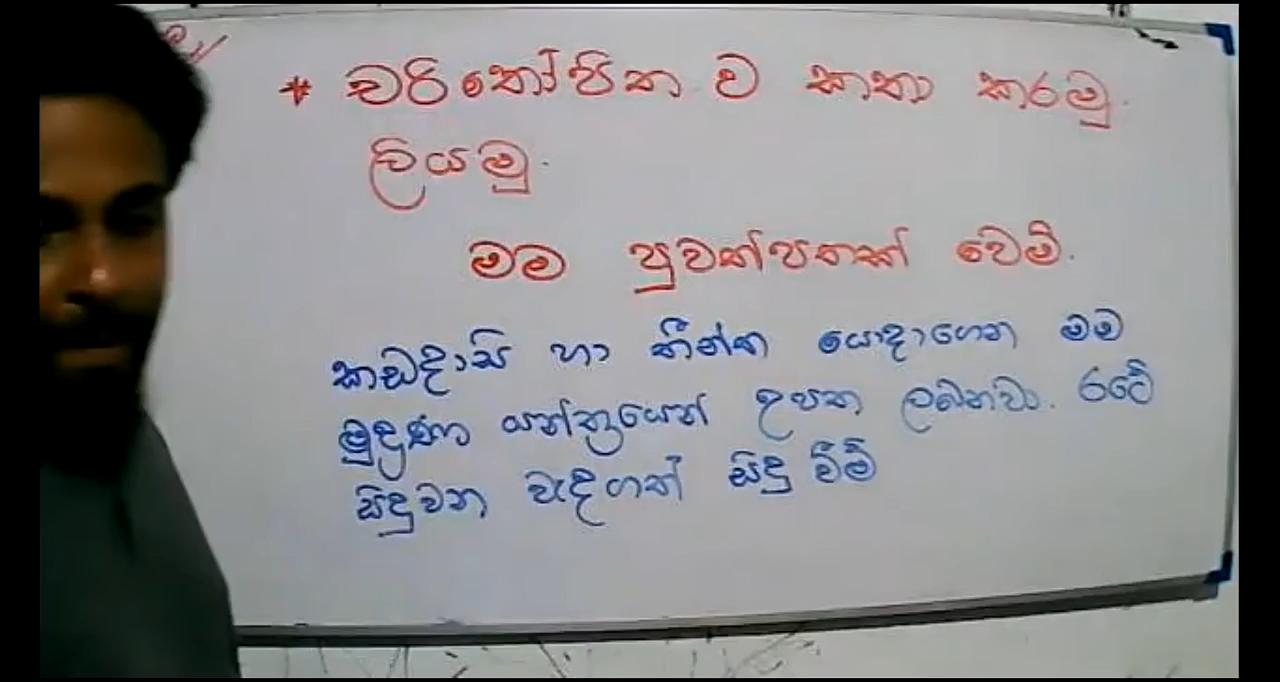 * චරිතෝපිත ව කතා කරමු.
ලියමු.
මම පුවත්පතක් වෙමි.
කඩදාසි හා තීන්ත යොදාගෙන මම
මුද්‍රණා යන්ත්‍රයෙන් උපත ලබනවා. රටේ
සිදුවන වැදගත් සිදු වීම්